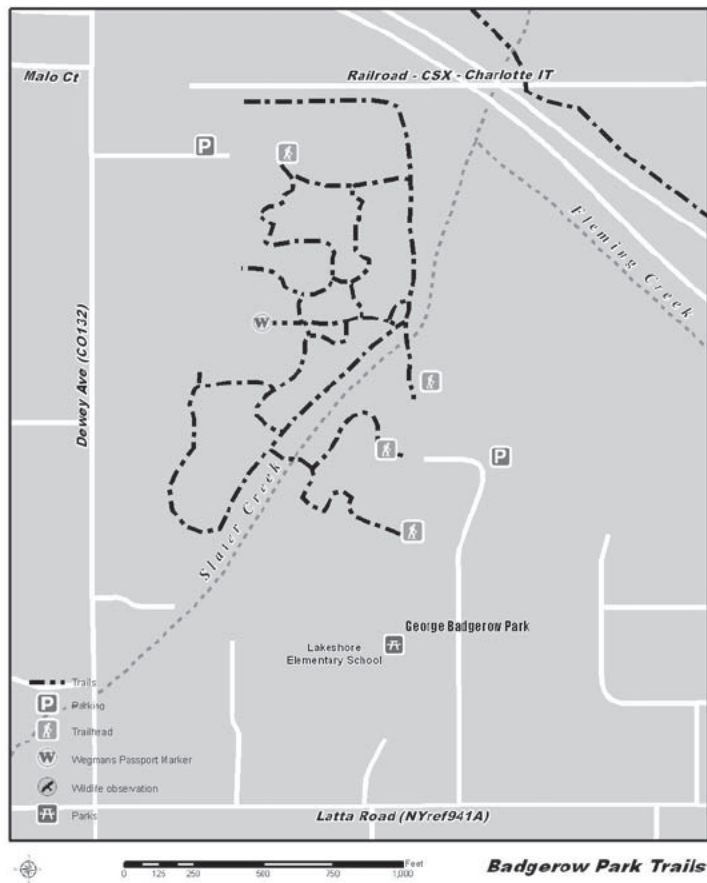 Malo Ct
Railroad - CSX - Charlotte IT
P
Fleming Creek
W
Dewey Ave (CO132)
P
Slater Creek
George Badgerow Park
Lakeshore
Elementary School
Trails
P Parking
Trailhead
W Wegmans Passport Marker
Wildlife observation
Parks
Latta Road (NYref941A)
Feet
0 125 250 500 750 1,000
Badgerow Park Trails